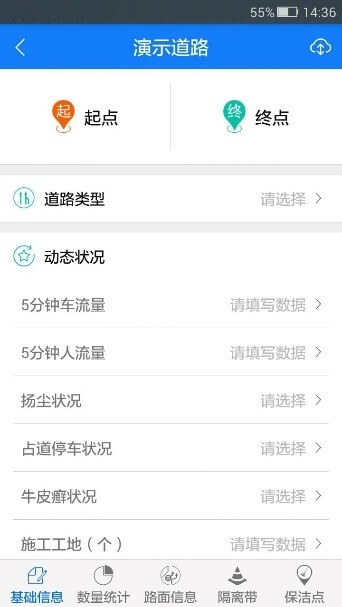 55% 14:36
演示道路
起 起点 终 终点
道路类型 请选择
动态状况
5分钟车流量 请填写数据
5分钟人流量 请填写数据
扬尘状况 请选择
占道停车状况 请选择
牛皮癣状况 请选择
施工工地（个） 请填写数据
基础信息 数量统计 路面信息 隔离带 保洁点